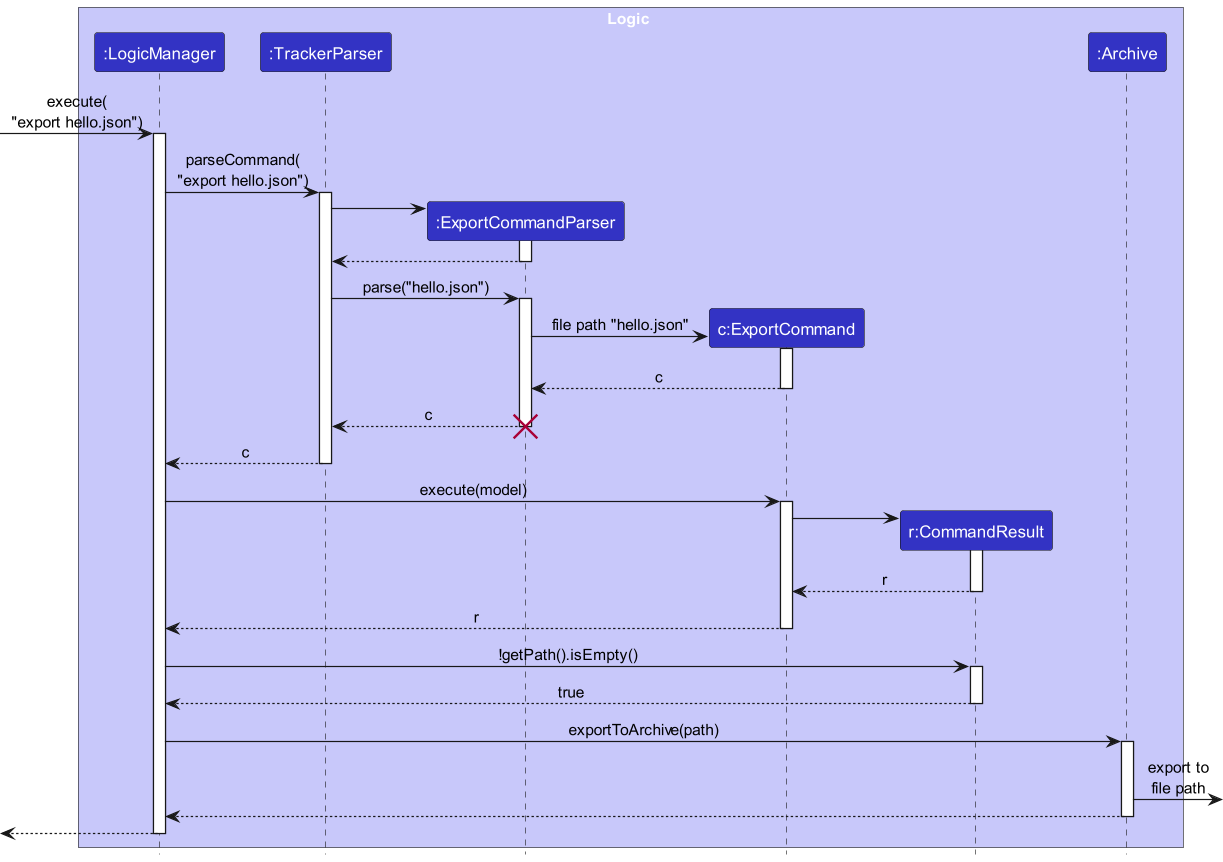 Logic
:LogicManager
:TrackerParser
:Archive
execute(
"export hello.json")
parseCommand(
"export hello.json")
:ExportCommandParser
parse("hello.json")
file path "hello.json"
c:ExportCommand
c
c
c
execute(model)
r:CommandResult
r
r
!getPath().isEmpty()
true
exportToArchive(path)
export to
file path